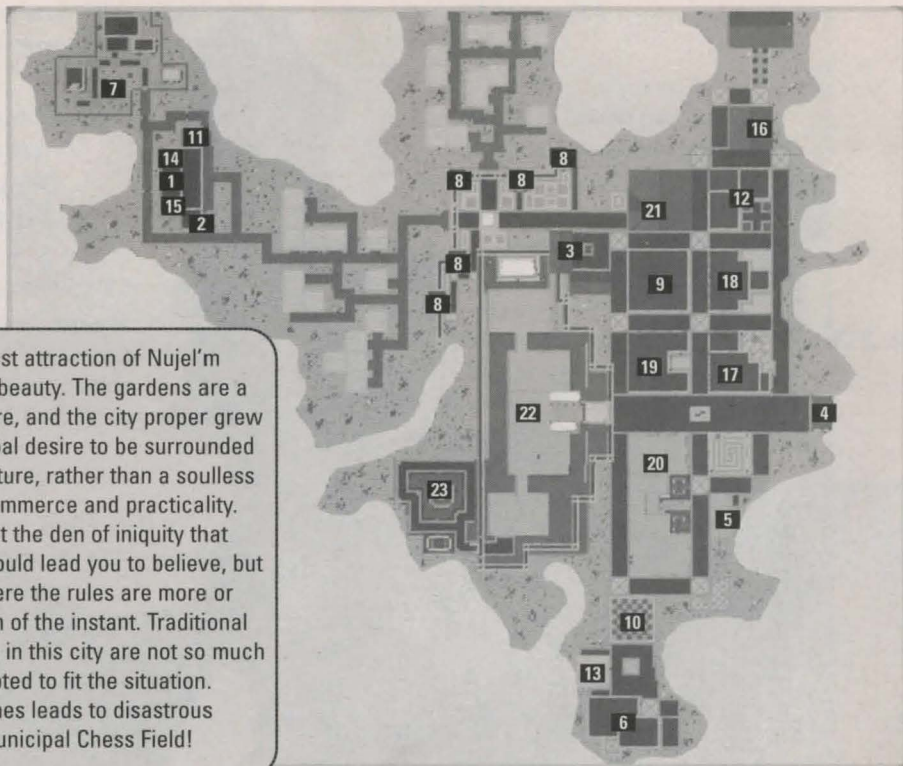 7
11
14
1
15
2
8
8
8
8
8
16
12
21
3
9
18
19
17
22
4
20
23
5
10
13
6
st attraction of Nujel'm
beauty. The gardens are a
re, and the city proper grew
al desire to be surrounded
ture, rather than a soulless
mmerce and practicality.
t the den of iniquity that
ould lead you to believe, but
ere the rules are more or
n of the instant. Traditional
in this city are not so much
ted to fit the situation.
nes leads to disastrous
unicipal Chess Field!